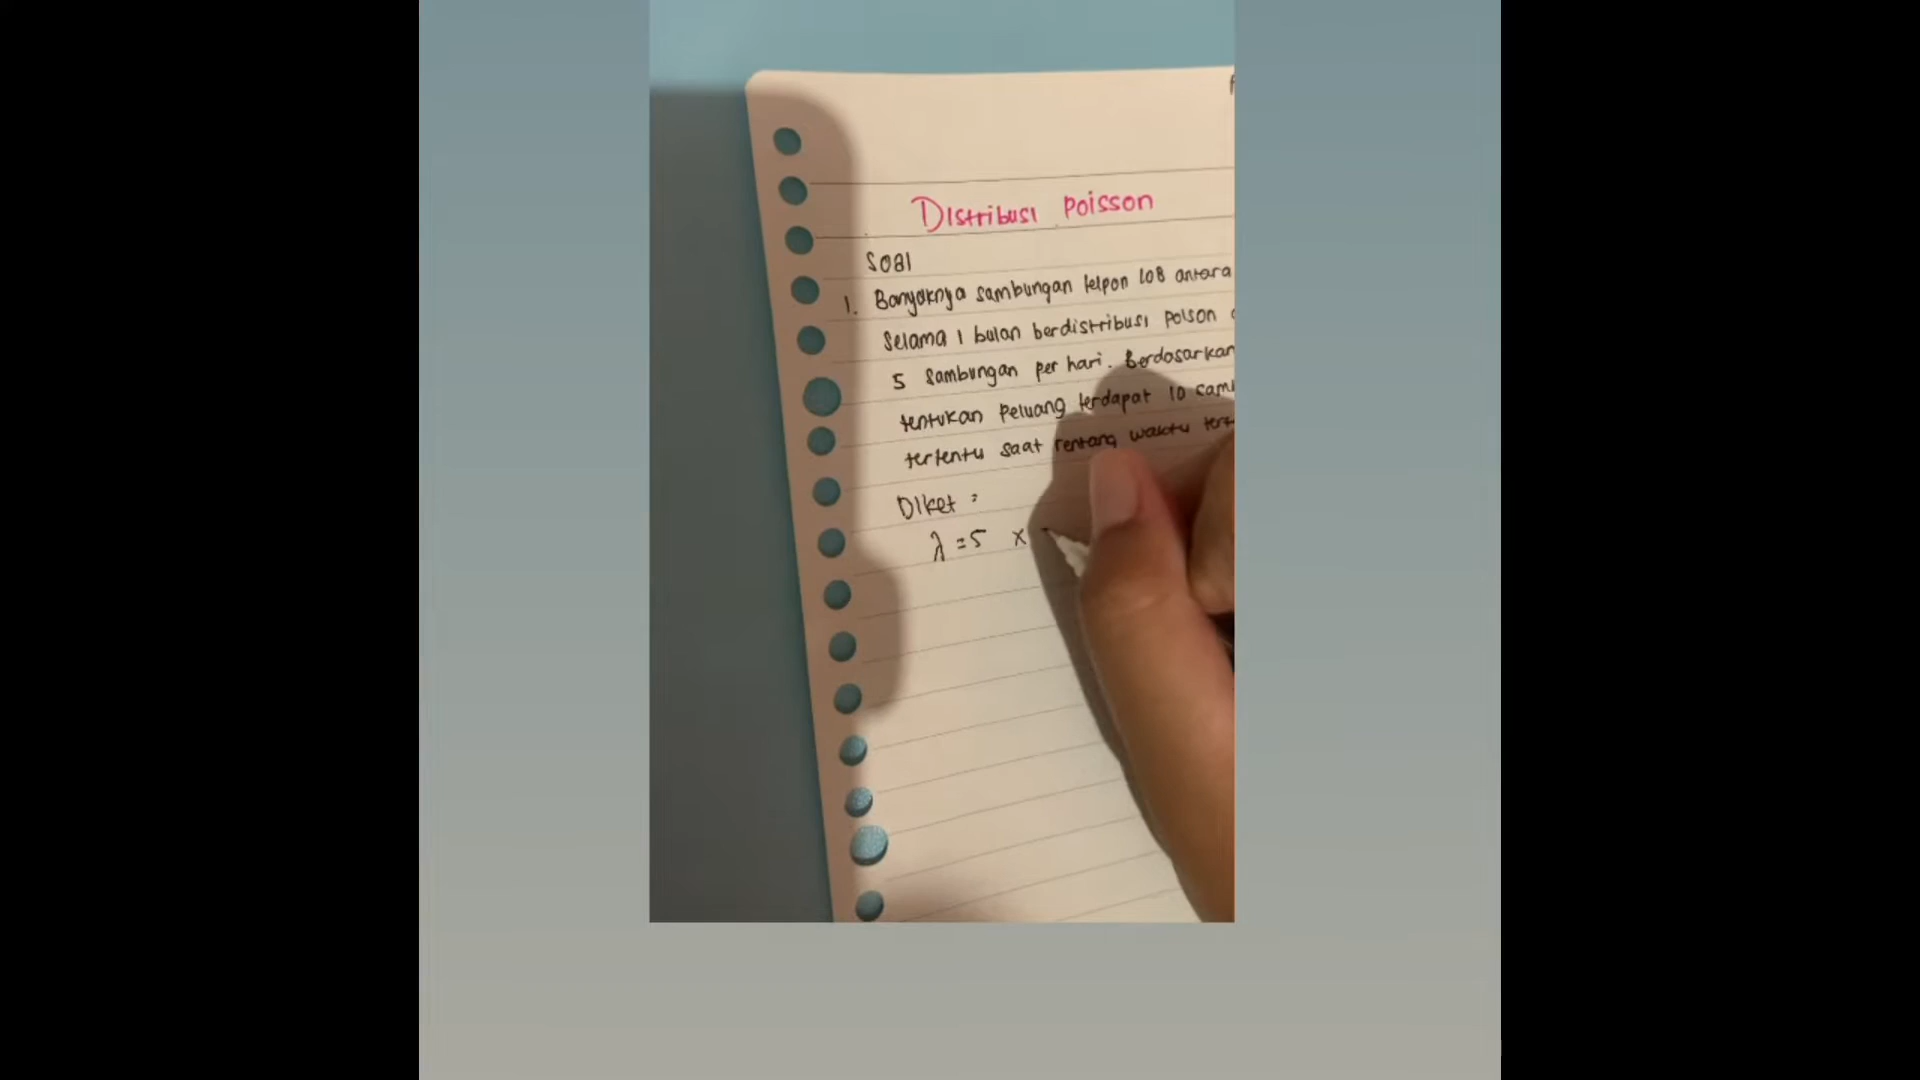 Distribusi Poisson
Soal
1. Banyaknya sambungan telpon 108 antara
Selama 1 bulan berdistribusi poison
5 Sambungan per hari. Berdasarkan
tentukan peluang terdapat 10
tertentu saat rentang waktu
Diket :
λ = 5 x